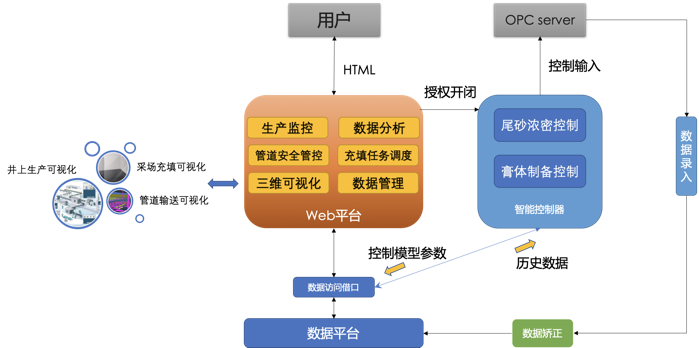 用户
OPC server
HTML
控制输入
授权开闭
生产监控
数据分析
管道安全管控
充填任务调度
三维可视化
数据管理
Web平台
尾砂浓密控制
膏体制备控制
智能控制器
数据录入
采场充填可视化
井上生产可视化
管道输送可视化
控制模型参数
历史数据
数据访问借口
数据平台
数据矫正